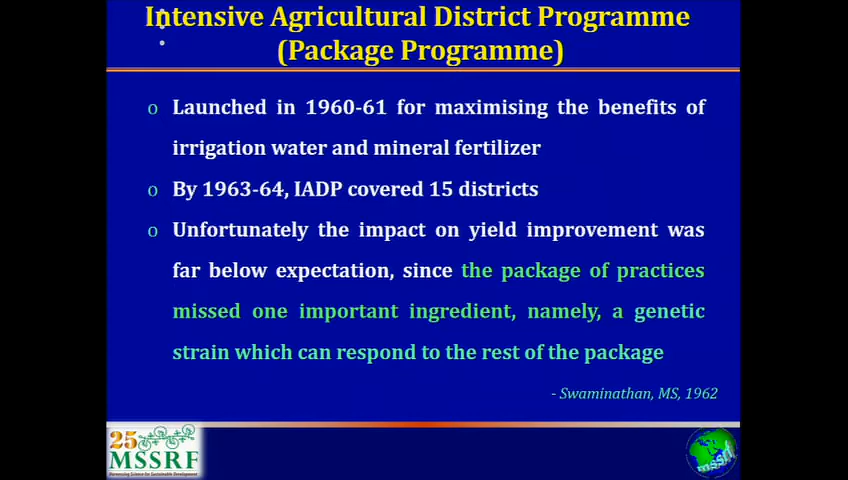 Intensive Agricultural District Programme
(Package Programme)
o Launched in 1960-61 for maximising the benefits of
irrigation water and mineral fertilizer
o By 1963-64, IADP covered 15 districts
o Unfortunately the impact on yield improvement was
far below expectation, since the package of practices
missed one important ingredient, namely, a genetic
strain which can respond to the rest of the package
- Swaminathan, MS, 1962
25
MSSRF
mssrf